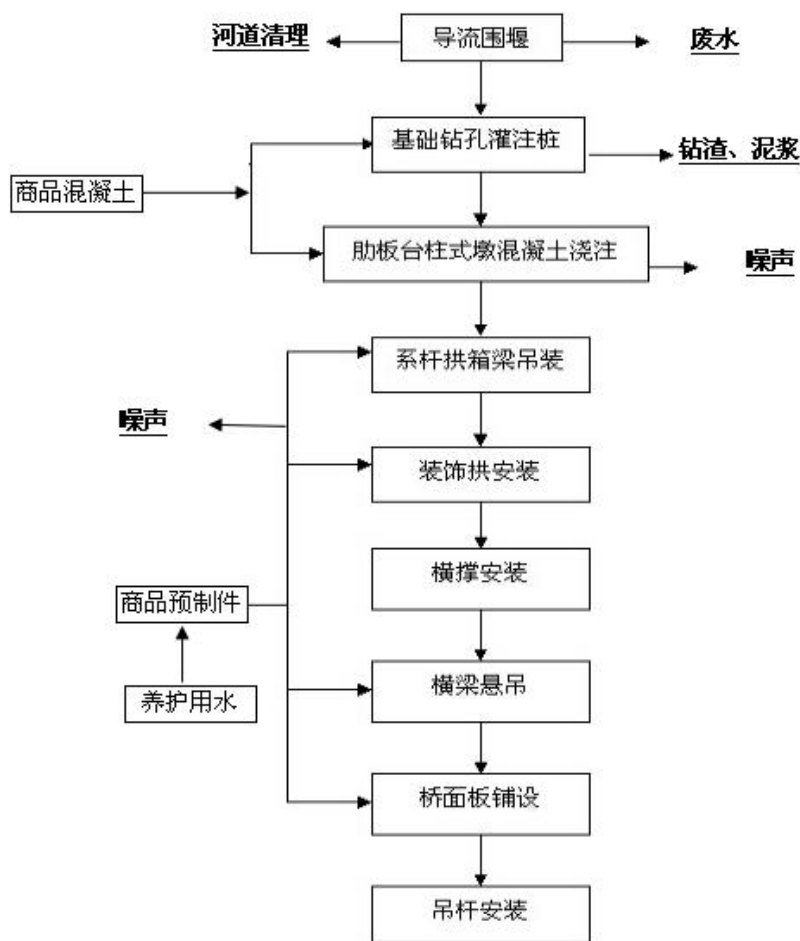 河道清理
导流围堰
废水
基础钻孔灌注桩
钻渣、泥浆
商品混凝土
肋板台柱式墩混凝土浇注
噪声
系杆拱箱梁吊装
噪声
装饰拱安装
横撑安装
商品预制件
横梁悬吊
养护用水
桥面板铺设
吊杆安装